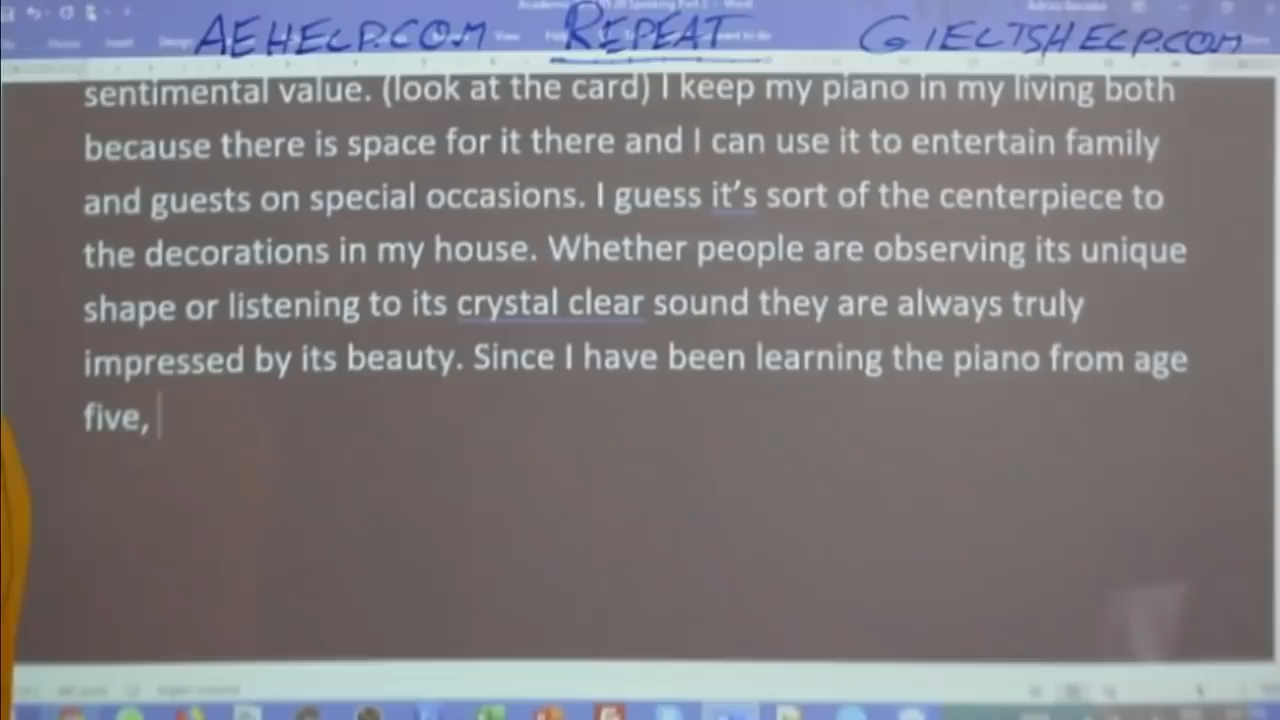 AEHELP.COM REPEAT GIELTSHELP.COM
sentimental value. (look at the card) I keep my piano in my living both
because there is space for it there and I can use it to entertain family
and guests on special occasions. I guess it's sort of the centerpiece to
the decorations in my house. Whether people are observing its unique
shape or listening to its crystal clear sound they are always truly
impressed by its beauty. Since I have been learning the piano from age
five,